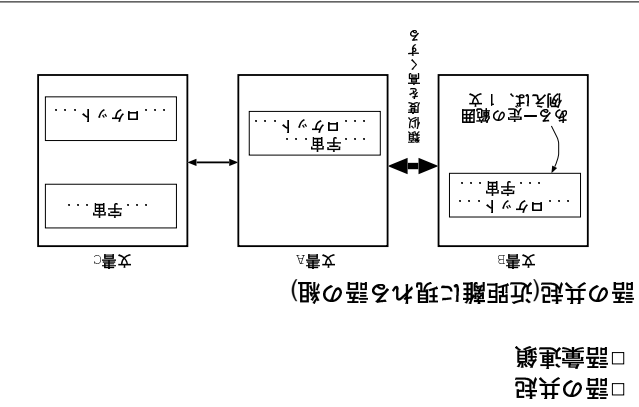 □語の共起
□語彙連鎖
語の共起(近距離に現れる語の組)
文書B
...ロケット...
...宇宙...
ある一定の範囲
例えば、1文
類似度を高くする
文書A
...宇宙...
...ロケット...
文書C
...宇宙...
...ロケット...